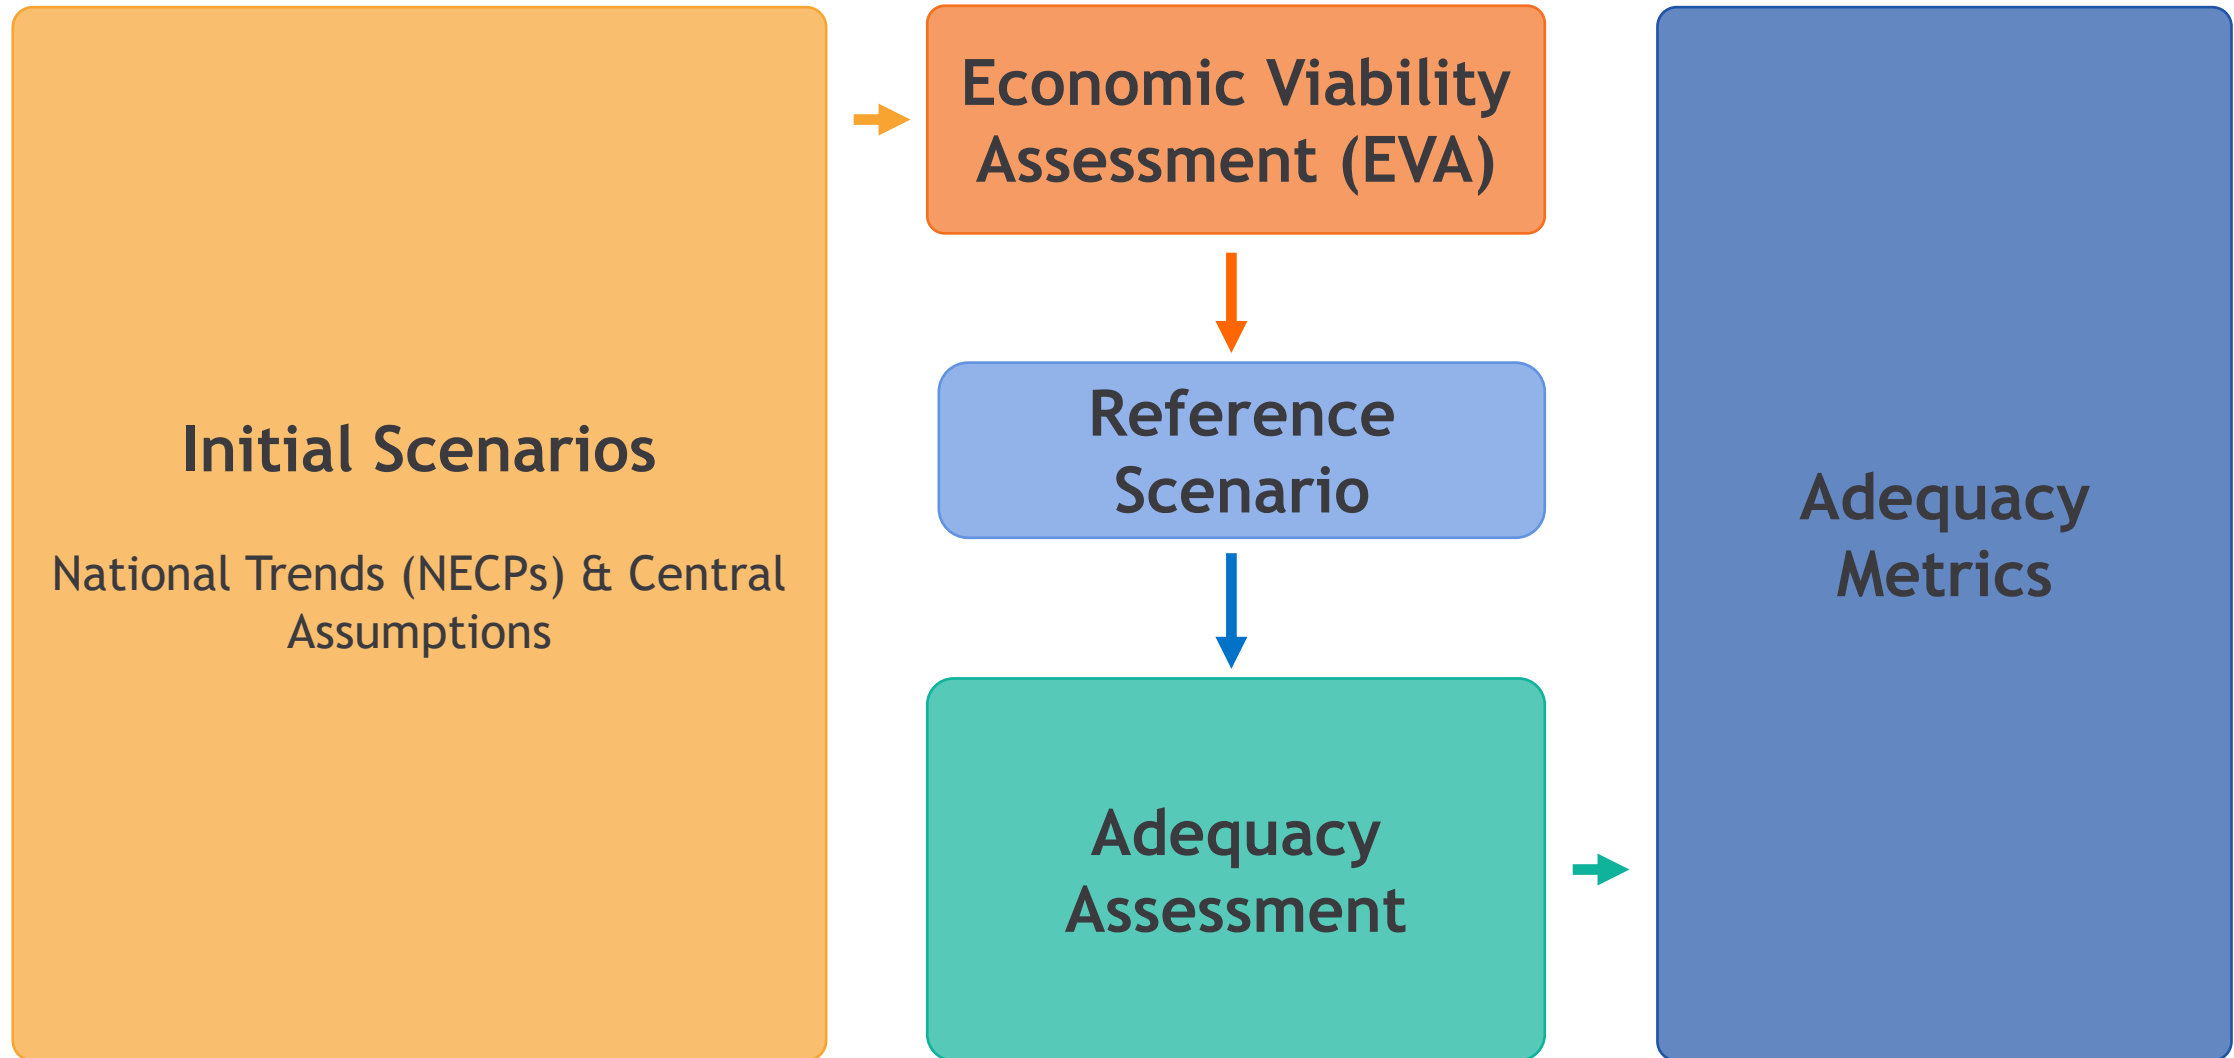 Initial Scenarios
National Trends (NECPs) & Central
Assumptions
Economic Viability
Assessment (EVA)
Reference
Scenario
Adequacy
Assessment
Adequacy
Metrics